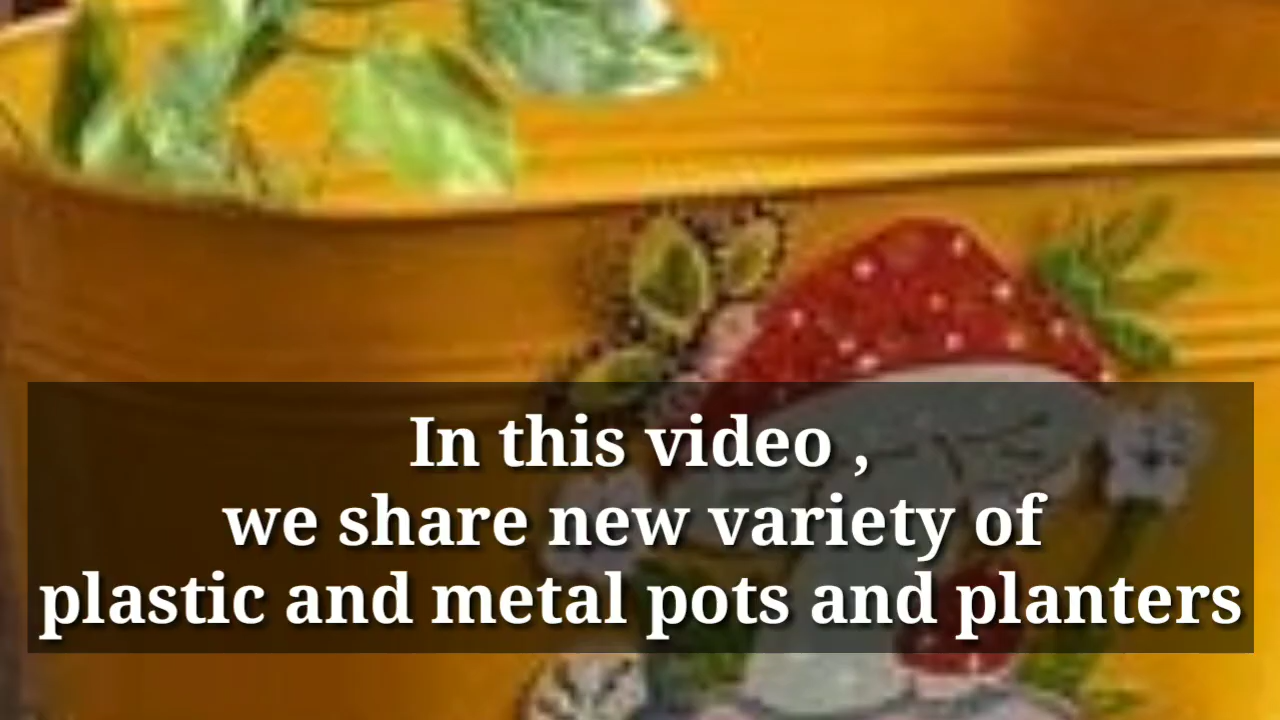 In this video ,
we share new variety of
plastic and metal pots and planters